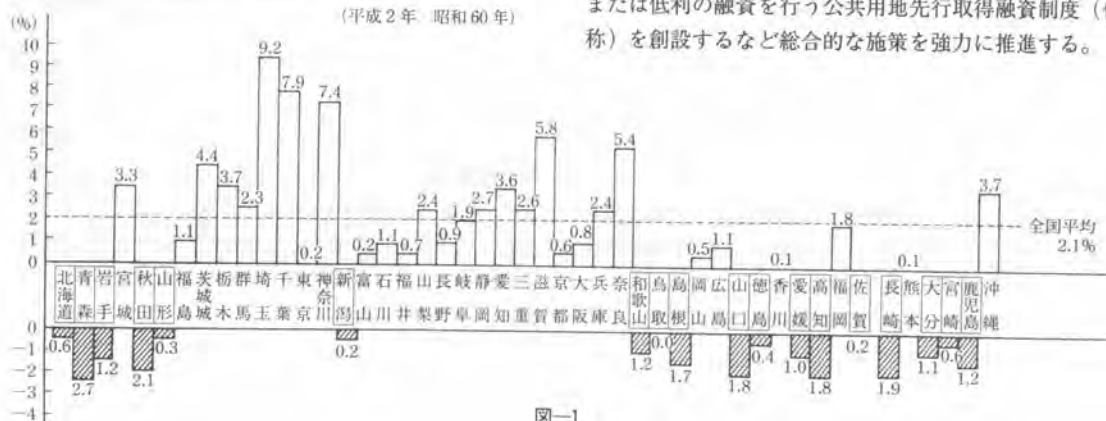 または低利の融資を行う公共用地先行取得融資制度（
称）を創設するなど総合的な施策を強力に推進する。
(平成2年 昭和60年)
(%)
10
9
8
7
6
5
4
3
2
1
0
0
-1
-2
-3
-4
3.3
1.1
4.4
3.7
2.3
9.2
7.9
0.2
7.4
0.2
1.1
0.7
2.4
0.9
1.9
2.7
3.6
2.6
5.8
0.6
0.8
2.4
5.4
0.5
1.1
0.1
1.8
0.1
3.7
全国平均
2.1%
北海道
青森
岩手
宮城
秋田
山形
福島
茨城城
栃木
群馬
埼玉
千葉
東京
神奈川
新潟
富山
石川
福井
山梨
長野
岐阜
静岡
愛知
三重
滋賀
京都
大阪
兵庫
奈良
和歌山
鳥取
島根
岡山
広島
山口
徳島
香川
愛媛
高知
福岡
佐賀
長崎
熊本
大分
宮崎
鹿児島
沖縄
0.6
2.7
1.2
2.1
0.3
0.2
1.2
0.0
1.7
1.8
0.4
1.0
1.8
0.2
1.9
1.1
0.6
1.2
図—1